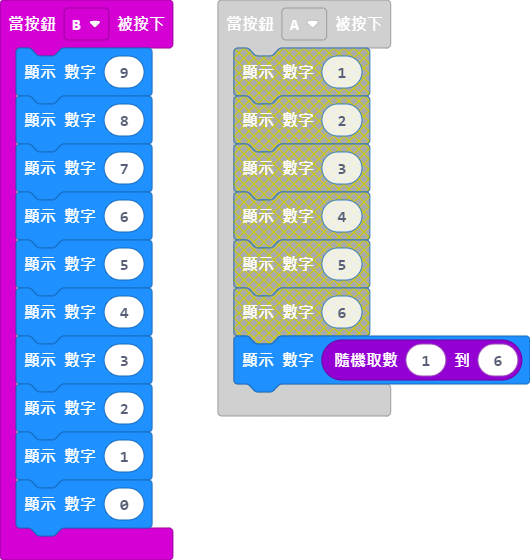 當按鈕 B 被按下
顯示 數字 9
顯示 數字 8
顯示 數字 7
顯示 數字 6
顯示 數字 5
顯示 數字 4
顯示 數字 3
顯示 數字 2
顯示 數字 1
顯示 數字 0
當按鈕 A 被按下
顯示 數字 1
顯示 數字 2
顯示 數字 3
顯示 數字 4
顯示 數字 5
顯示 數字 6
顯示 數字 隨機取數 1 到 6